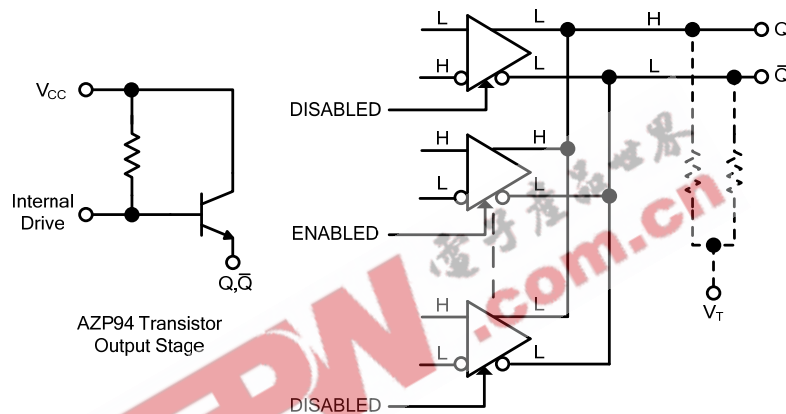 L
L
H
Q
H
L
L
Q̄
DISABLED
VCC
Internal
Drive
Q,Q̄
AZP94 Transistor
Output Stage
H
H
L
L
ENABLED
H
L
L
L
DISABLED
VT
電子產品世界
.com.cn